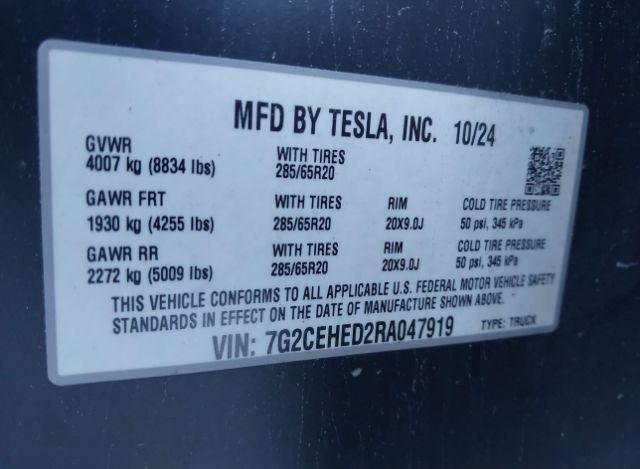 MFD BY TESLA, INC. 10/24
GVWR
4007 kg (8834 lbs)
WITH TIRES
285/65R20
GAWR FRT
1930 kg (4255 lbs)
WITH TIRES
285/65R20
RIM
20X9.0J
COLD TIRE PRESSURE
50 psi, 345 kPa
GAWR RR
2272 kg (5009 lbs)
WITH TIRES
285/65R20
RIM
20X9.0J
COLD TIRE PRESSURE
50 psi, 345 kPa
THIS VEHICLE CONFORMS TO ALL APPLICABLE U.S. FEDERAL MOTOR VEHICLE SAFETY
STANDARDS IN EFFECT ON THE DATE OF MANUFACTURE SHOWN ABOVE.
VIN: 7G2CEHED2RA047919 TYPE: TRUCK